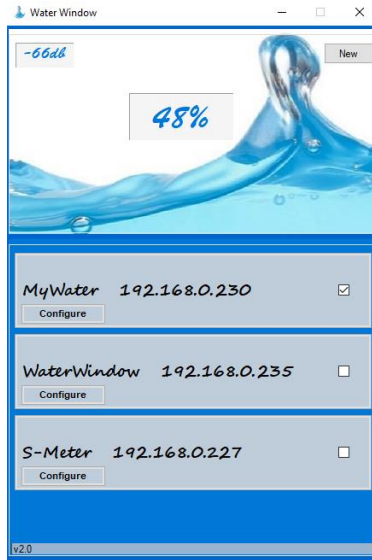 Water Window
-66db
New
48%
MyWater 192.168.0.230
Configure
WaterWindow 192.168.0.235
Configure
S-Meter 192.168.0.227
Configure
v2.0